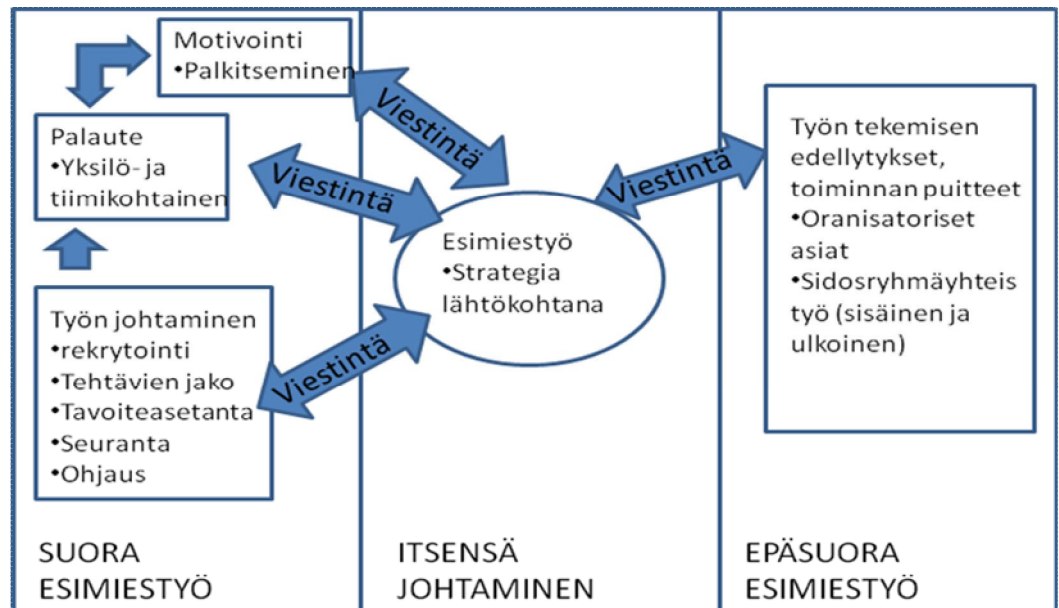 Motivointi
•Palkitseminen
Viestintä
Palaute
•Yksilö- ja
tiimikohtainen
Viestintä
Työn johtaminen
•rekrytointi
•Tehtävien jako
•Tavoiteasetanta
•Seuranta
•Ohjaus
Viestintä
SUORA
ESIMIESTYÖ
Esimiestyö
•Strategia
lähtökohtana
ITSENSÄ
JOHTAMINEN
Viestintä
Työn tekemisen
edellytykset,
toiminnan puitteet
•Oranisatoriset
asiat
•Sidosryhmäyhteis
työ (sisäinen ja
ulkoinen)
EPÄSUORA
ESIMIESTYÖ